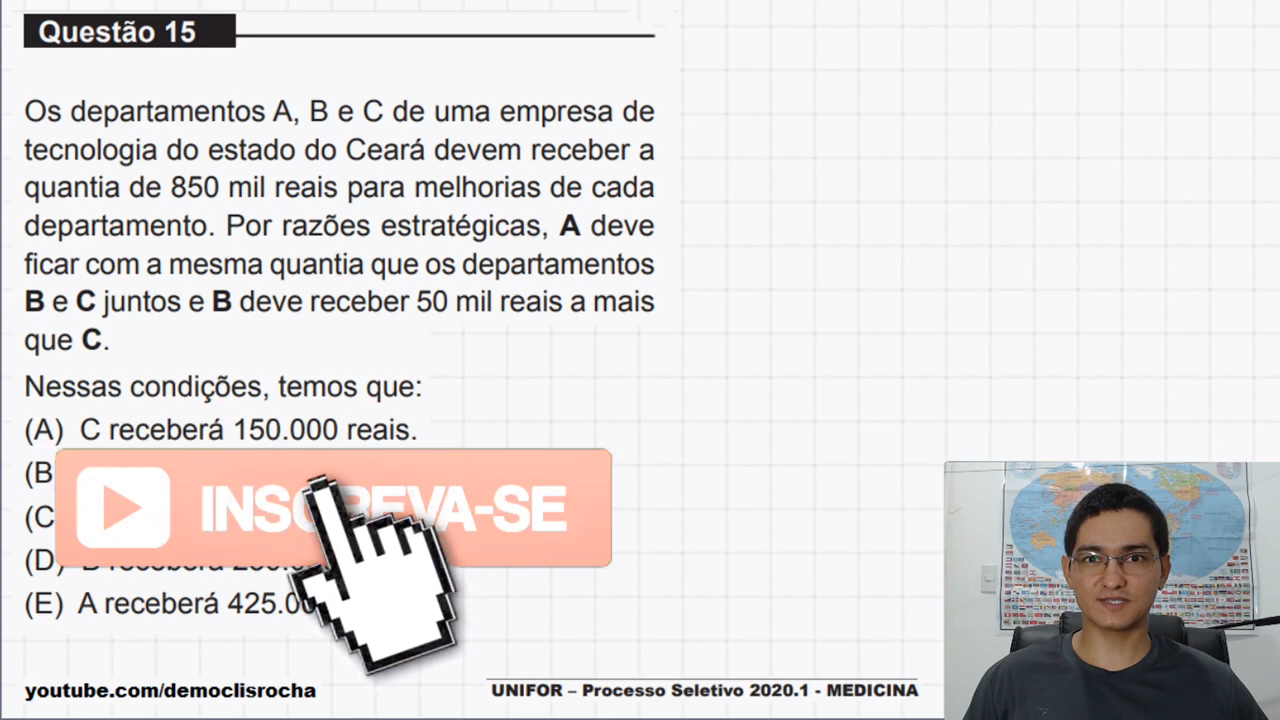 Questão 15
Os departamentos A, B e C de uma empresa de
tecnologia do estado do Ceará devem receber a
quantia de 850 mil reais para melhorias de cada
departamento. Por razões estratégicas, A deve
ficar com a mesma quantia que os departamentos
B e C juntos e B deve receber 50 mil reais a mais
que C.
Nessas condições, temos que:
(A) C receberá 150.000 reais.
(B
INSCREVA-SE
(C
(D)
(E) A receberá 425.00
youtube.com/democlisrocha
UNIFOR – Processo Seletivo 2020.1 - MEDICINA